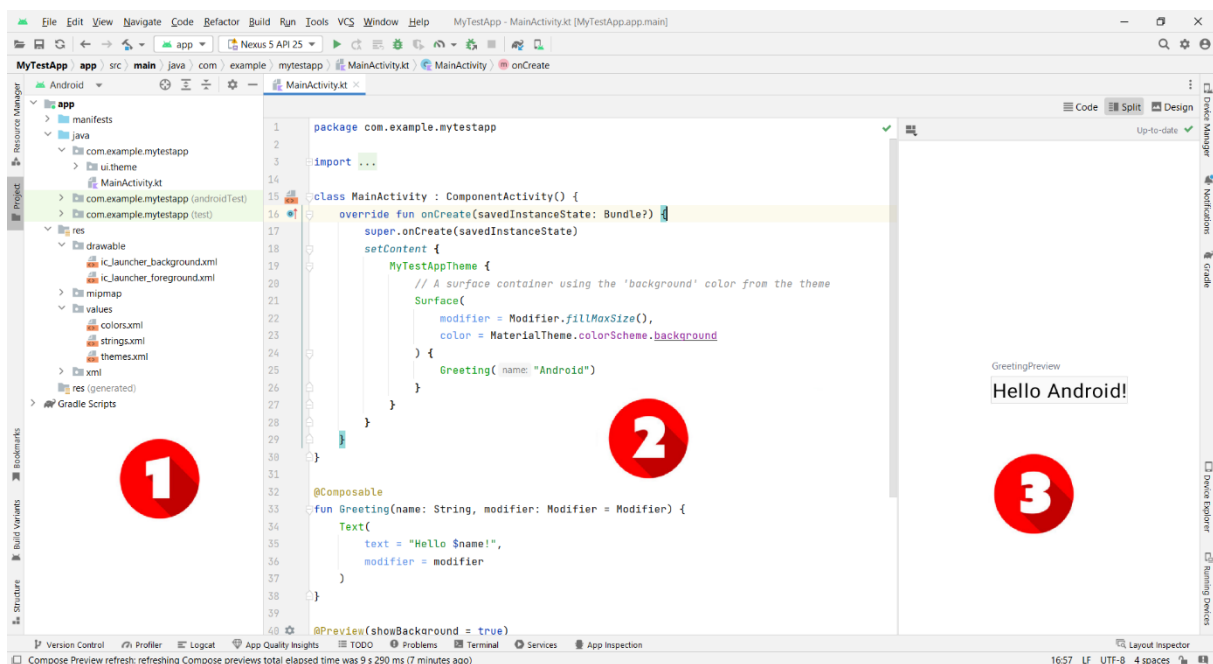 File Edit View Navigate Code Refactor Build Run Tools VCS Window Help MyTestApp - MainActivity.kt [MyTestApp.app.main]
app Nexus 5 API 25
MyTestApp app src main java com example mytestapp MainActivity.kt MainActivity onCreate
Resource Manager
Project
Bookmarks
Build Variants
Structure
Android
app
manifests
java
com.example.mytestapp
ui.theme
MainActivity.kt
com.example.mytestapp (androidTest)
com.example.mytestapp (test)
res
drawable
ic_launcher_background.xml
ic_launcher_foreground.xml
mipmap
values
colors.xml
strings.xml
themes.xml
xml
res (generated)
Gradle Scripts
1
MainActivity.kt
Code Split Design
1 package com.example.mytestapp
2
3 import ...
14
15 class MainActivity : ComponentActivity() {
16 override fun onCreate(savedInstanceState: Bundle?) {
17 super.onCreate(savedInstanceState)
18 setContent {
19 MyTestAppTheme {
20 // A surface container using the 'background' color from the theme
21 Surface(
22 modifier = Modifier.fillMaxSize(),
23 color = MaterialTheme.colorScheme.background
24 ) {
25 Greeting( name: "Android")
26 }
27 }
28 }
29 }
30 }
31
32 @Composable
33 fun Greeting(name: String, modifier: Modifier = Modifier) {
34 Text(
35 text = "Hello $name!",
36 modifier = modifier
37 )
38 }
39
40 @Preview(showBackground = true)
2
Up-to-date
GreetingPreview
Hello Android!
3
Device Manager
Notifications
Gradle
Device Explorer
Running Devices
Version Control Profiler Logcat App Quality Insights TODO Problems Terminal Services App Inspection Layout Inspector
Compose Preview refresh: refreshing Compose previews total elapsed time was 9 s 290 ms (7 minutes ago) 16:57 LF UTF-8 4 spaces